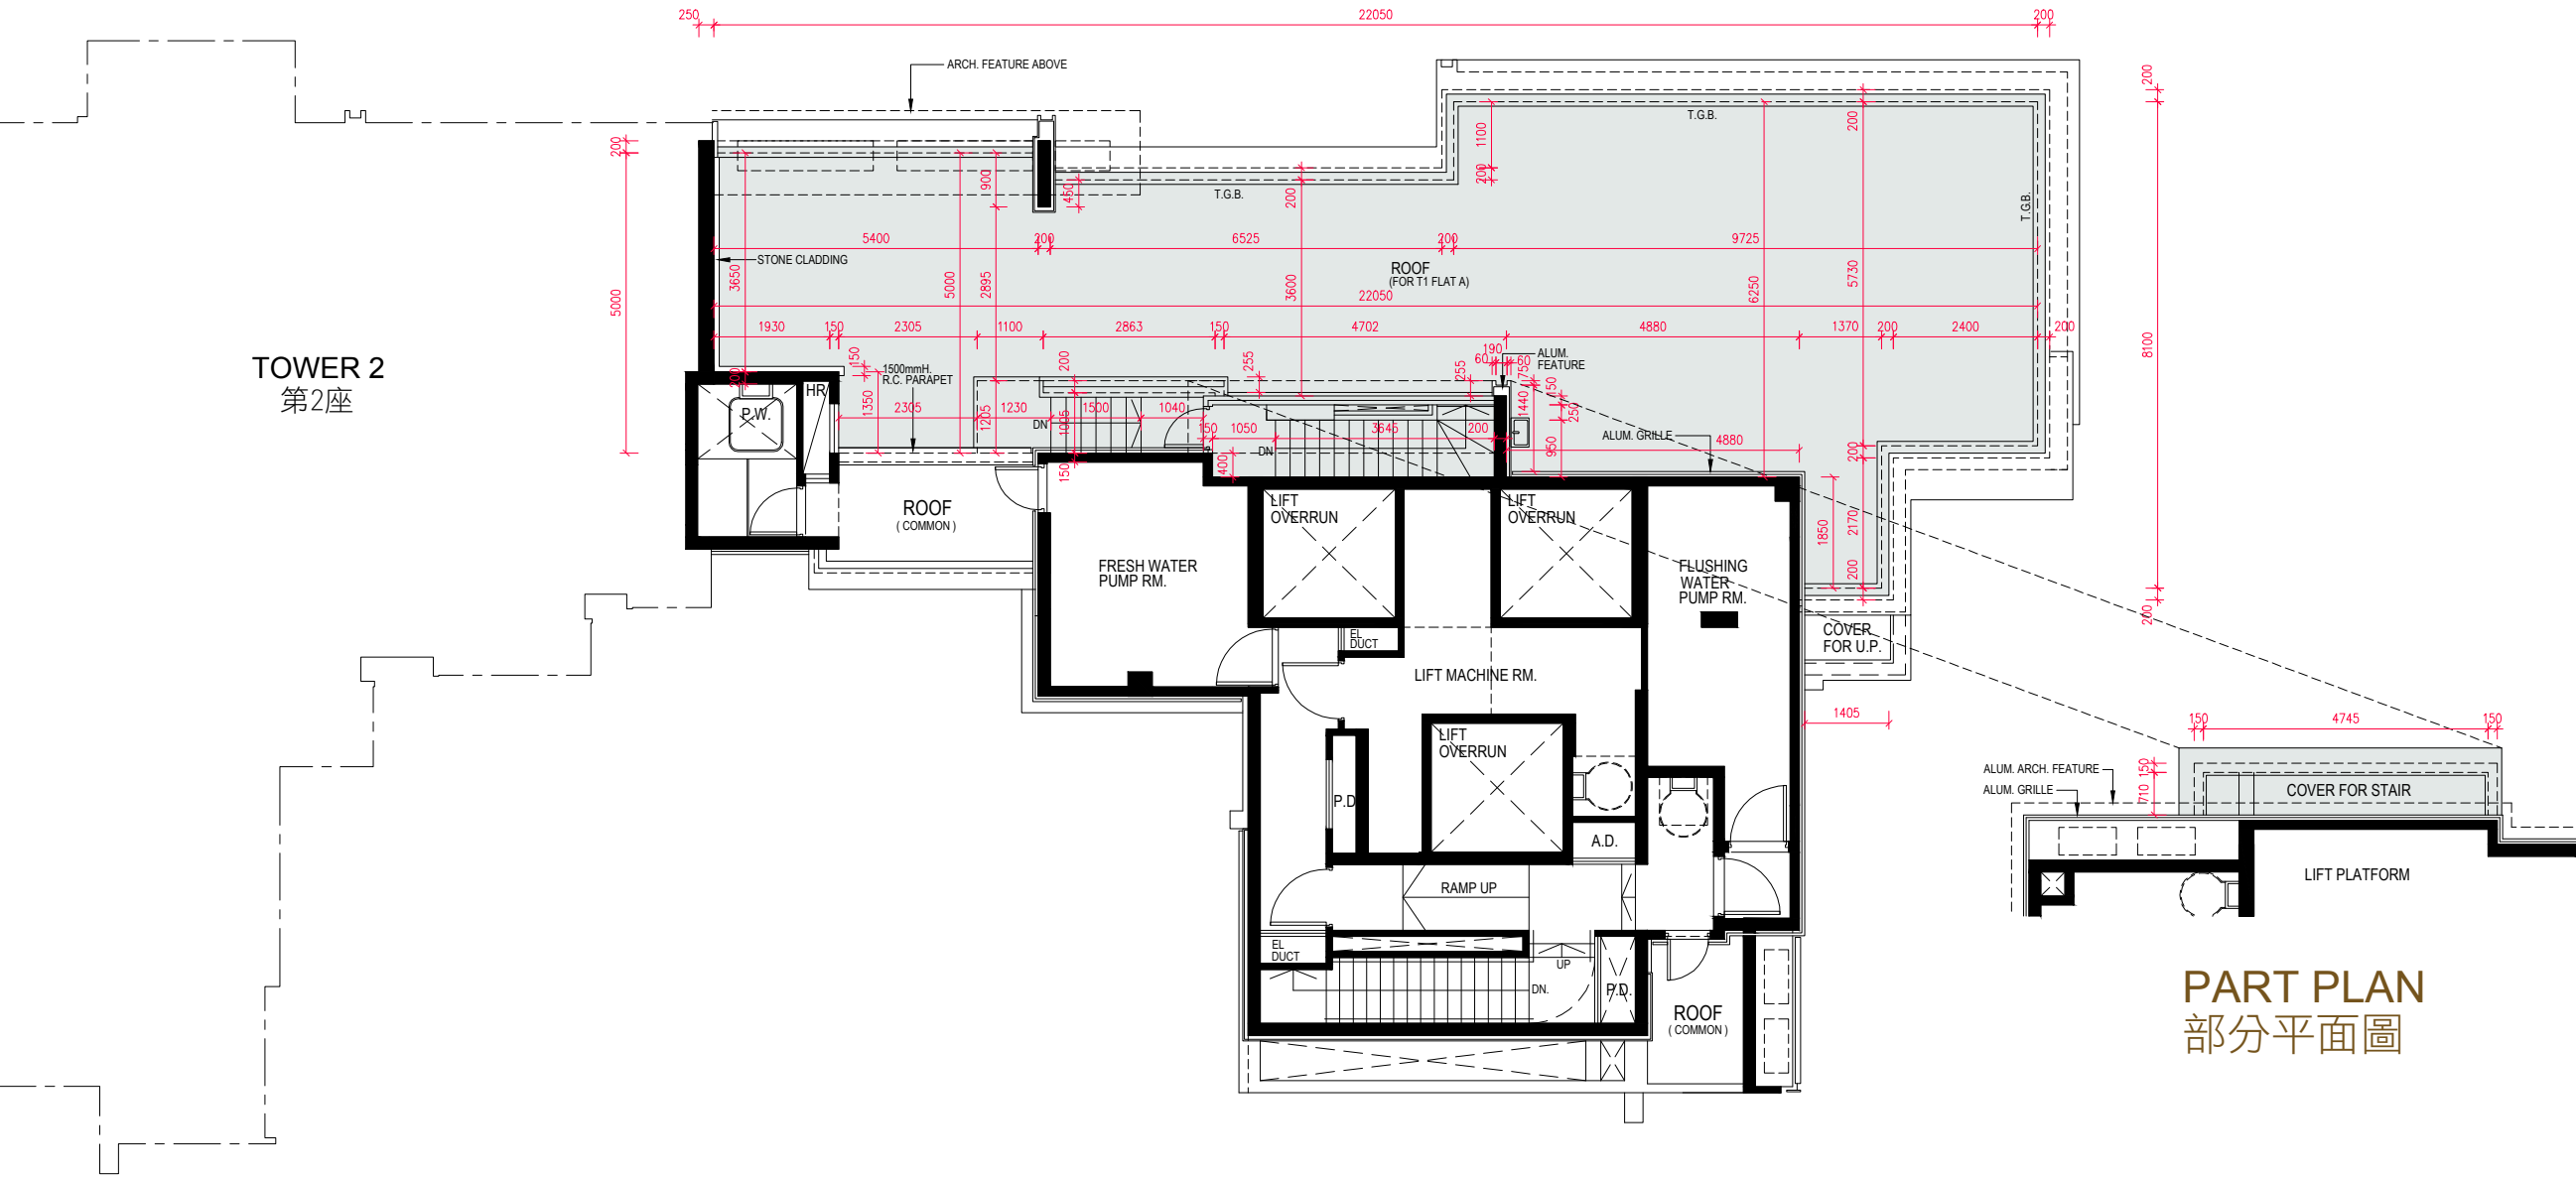 250
22050
200
ARCH. FEATURE ABOVE
200
T.G.B.
1100
200
200
900
450
200
200
T.G.B.
T.G.B.
5400
200
6525
200
9725
STONE CLADDING
ROOF
(FOR T1 FLAT A)
3650
5000
5000
2895
3600
22050
6250
5730
8100
1930
150
2305
1100
2863
150
4702
4880
1370
200
2400
200
TOWER 2
第2座
150
1500mmH.
R.C. PARAPET
200
255
255
190
60
60
ALUM.
FEATURE
750
150
200
HR
P.W.
1350
2305
1205
1230
1005
1500
1040
DN
1440
250
150
1050
3645
200
DN
ALUM. GRILLE
4880
950
200
400
150
ROOF
( COMMON )
LIFT
OVERRUN
LIFT
OVERRUN
1850
2170
FRESH WATER
PUMP RM.
FLUSHING
WATER
PUMP RM.
200
200
EL
DUCT
COVER
FOR U.P.
LIFT MACHINE RM.
1405
150
4745
150
LIFT
OVERRUN
ALUM. ARCH. FEATURE
150
ALUM. GRILLE
710
COVER FOR STAIR
P.D.
A.D.
RAMP UP
LIFT PLATFORM
EL
DUCT
UP
DN.
P.D.
ROOF
( COMMON )
PART PLAN
部分平面圖